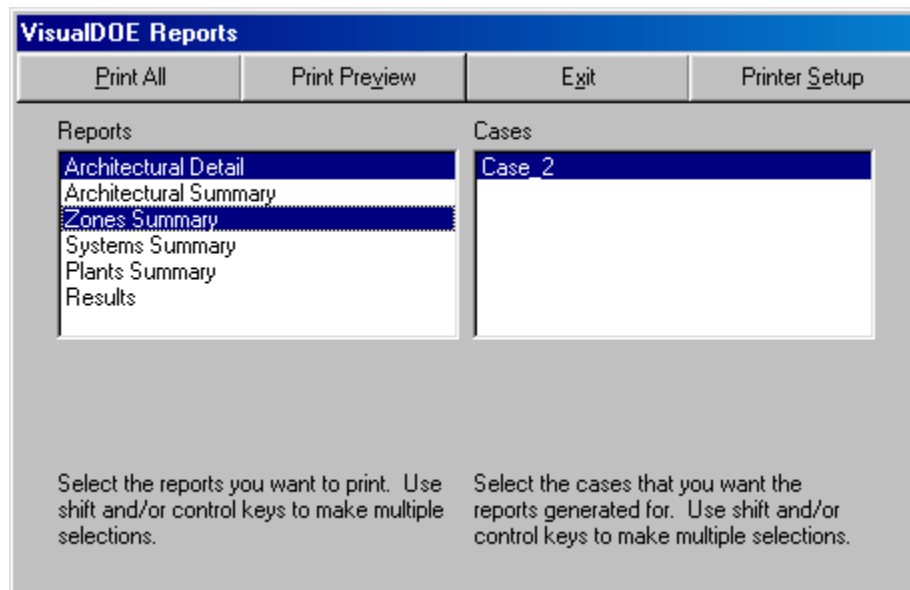 VisualDOE Reports
Print All
Print Preview
Exit
Printer Setup
Reports
Architectural Detail
Architectural Summary
Zones Summary
Systems Summary
Plants Summary
Results
Cases
Case_2
Select the reports you want to print. Use
shift and/or control keys to make multiple
selections.
Select the cases that you want the
reports generated for. Use shift and/or
control keys to make multiple selections.